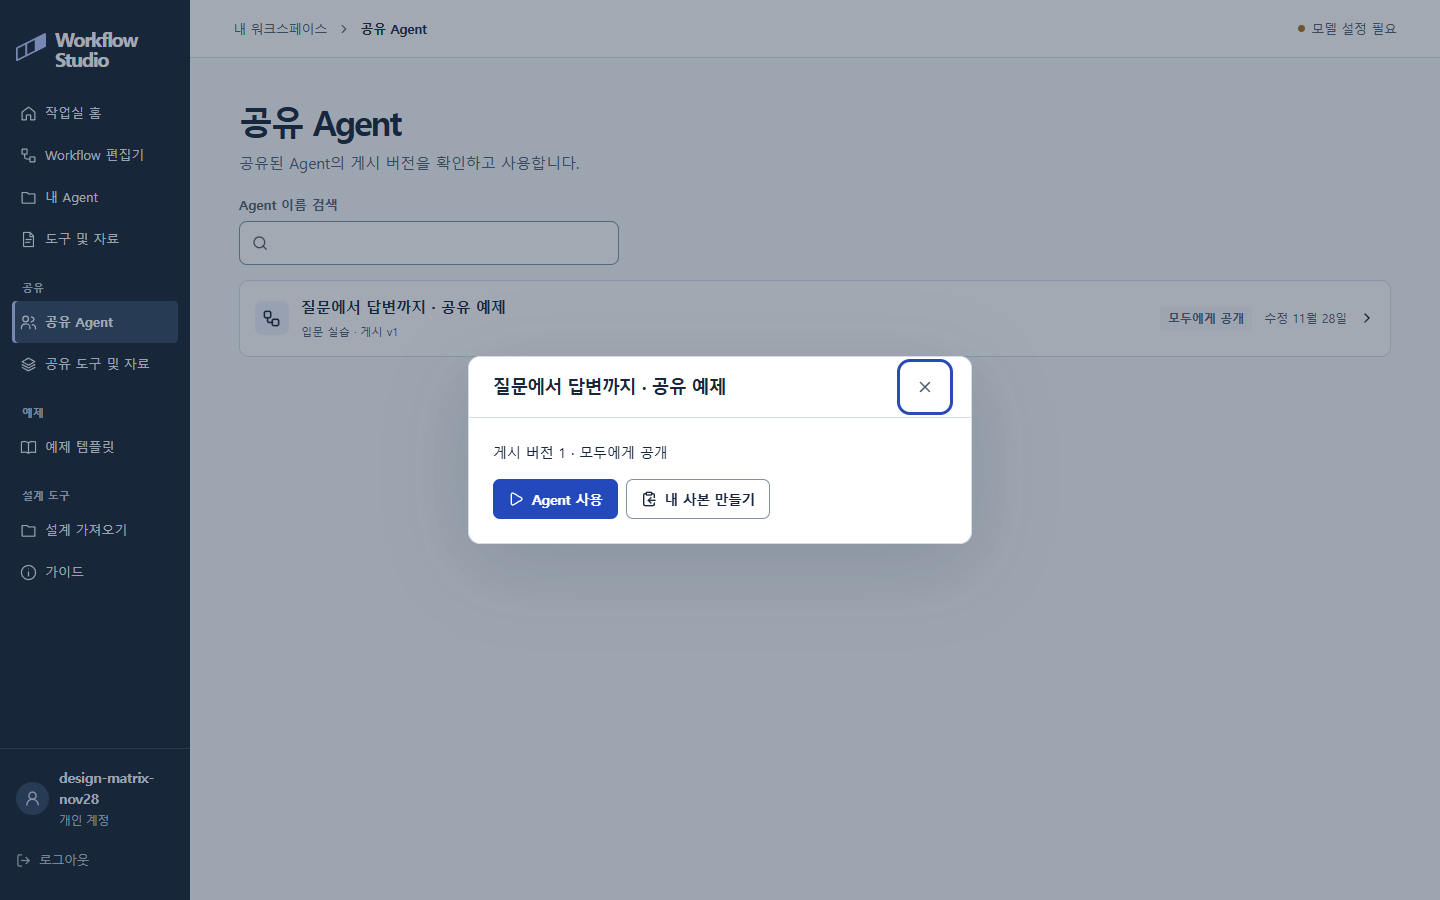 Workflow
Studio
작업실 홈
Workflow 편집기
내 Agent
도구 및 자료
공유
공유 Agent
공유 도구 및 자료
예제
예제 템플릿
설계 도구
설계 가져오기
가이드
design-matrix-
nov28
개인 계정
로그아웃
내 워크스페이스 > 공유 Agent
모델 설정 필요
공유 Agent
공유된 Agent의 게시 버전을 확인하고 사용합니다.
Agent 이름 검색
질문에서 답변까지 · 공유 예제
입문 실습 · 게시 v1
모두에게 공개
수정 11월 28일
질문에서 답변까지 · 공유 예제
게시 버전 1 · 모두에게 공개
Agent 사용
내 사본 만들기